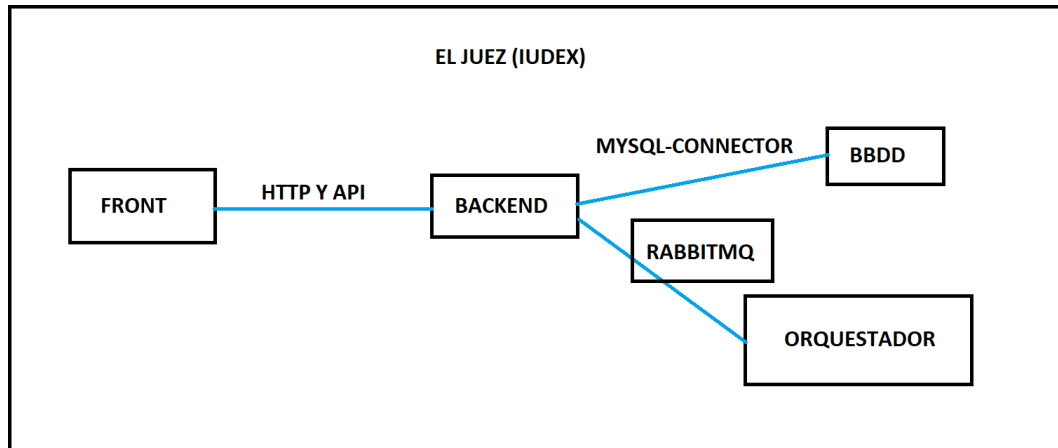 EL JUEZ (IUDEX)
MYSQL-CONNECTOR
BBDD
FRONT
HTTP Y API
BACKEND
RABBITMQ
ORQUESTADOR